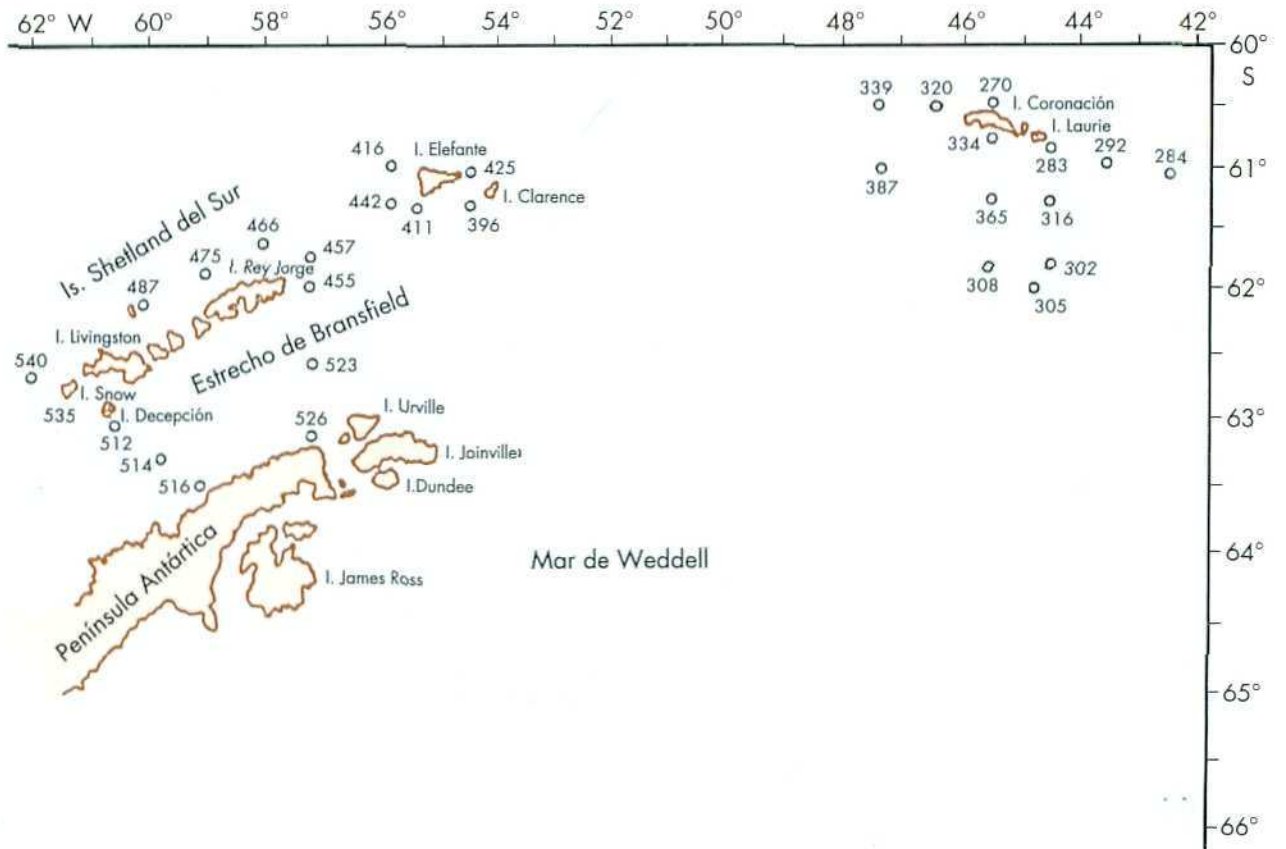 62° W 60° 58° 56° 54° 52° 50° 48° 46° 44° 42°
60°
S
339 320 270
I. Coronación
I. Laurie
334 283 292 284
416 I. Elefante 425
61°
387
442 411 396 I. Clarence
365 316
Is. Shetland del Sur
466 457
475 I. Rey Jorge
455
302
308 305
62°
487
I. Livingston
Estrecho de Bransfield
523
540
I. Snow
535 I. Decepción
512
63°
526 I. Urville
514 I. Joinville
516 I.Dundee
Península Antártica
Mar de Weddell
64°
I. James Ross
65°
66°